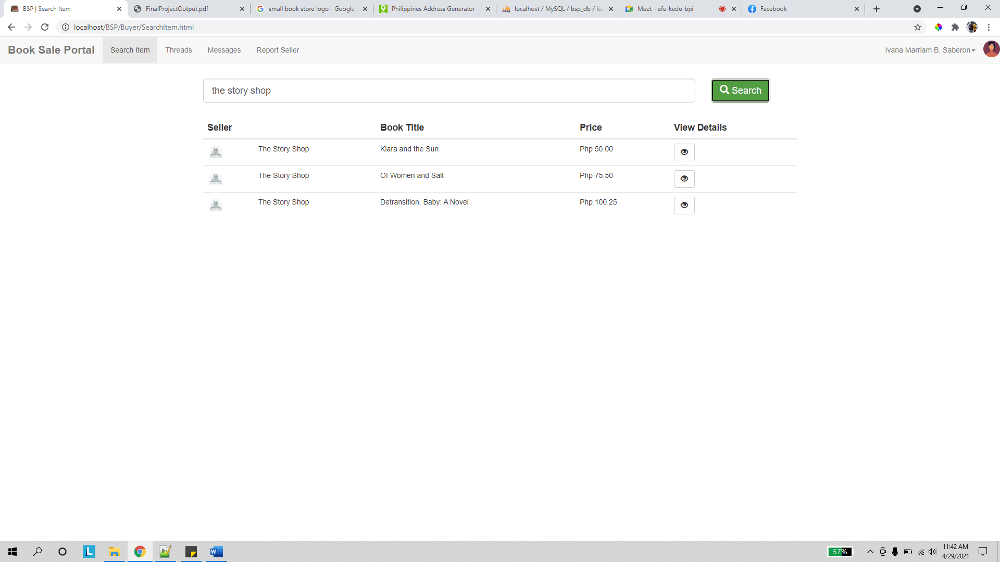 BSP | Search Item
FinalProjectOutput.pdf
small book store logo - Google
Philippines Address Generator -
localhost / MySQL / bsp_db / ite
Meet - efe-kede-bpi
Facebook
localhost/BSP/Buyer/SearchItem.html
Book Sale Portal
Search Item
Threads
Messages
Report Seller
Ivana Marriam B. Saberon
the story shop
Search
Seller Book Title Price View Details
The Story Shop Klara and the Sun Php 50.00
The Story Shop Of Women and Salt Php 75.50
The Story Shop Detransition, Baby: A Novel Php 100.25
57%
11:42 AM
4/29/2021